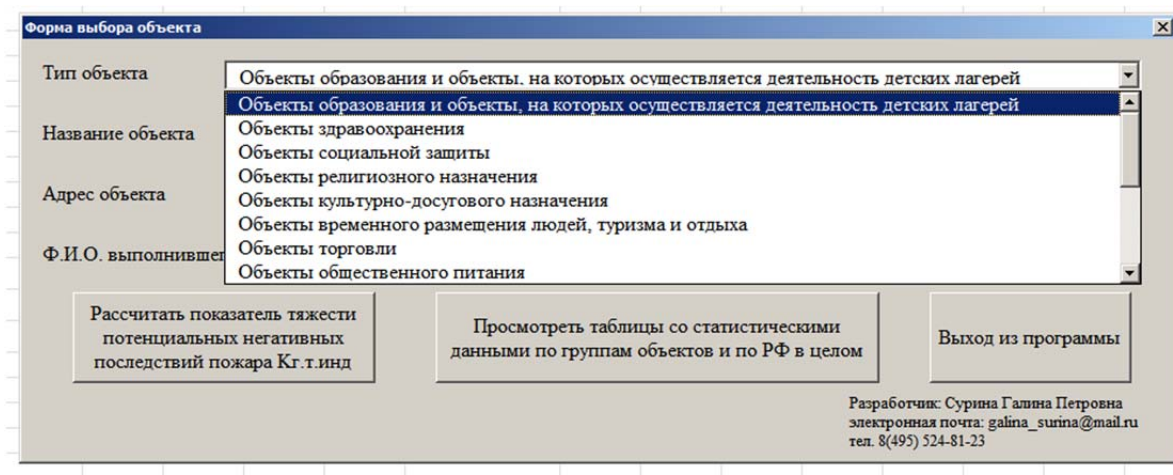 Форма выбора объекта
Тип объекта
Объекты образования и объекты, на которых осуществляется деятельность детских лагерей
Объекты образования и объекты, на которых осуществляется деятельность детских лагерей
Объекты здравоохранения
Название объекта
Объекты социальной защиты
Объекты религиозного назначения
Адрес объекта
Объекты культурно-досугового назначения
Объекты временного размещения людей, туризма и отдыха
Объекты торговли
Ф.И.О. выполнившег
Объекты общественного питания
Рассчитать показатель тяжести
потенциальных негативных
последствий пожара Кг.т.инд
Просмотреть таблицы со статистическими
данными по группам объектов и по РФ в целом
Выход из программы
Разработчик: Сурина Галина Петровна
электронная почта: galina_surina@mail.ru
тел. 8(495) 524-81-23